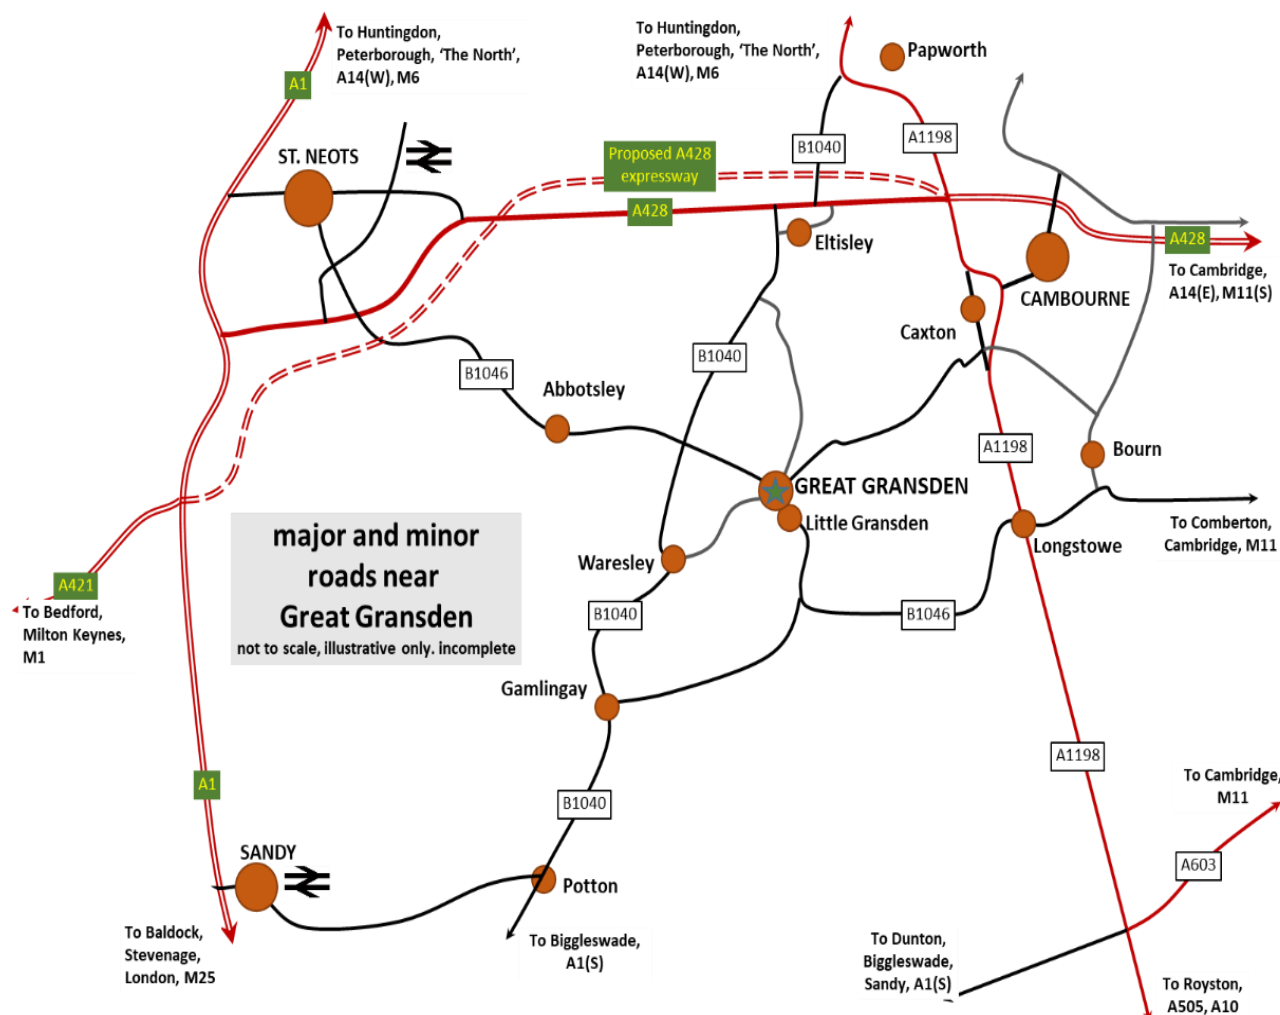 To Huntingdon,
Peterborough, ‘The North’,
A14(W), M6
To Huntingdon,
Peterborough, ‘The North’,
A14(W), M6
Papworth
A1
A1198
B1040
ST. NEOTS
Proposed A428
expressway
A428
Eltisley
A428
To Cambridge,
A14(E), M11(S)
CAMBOURNE
Caxton
B1040
B1046
Abbotsley
A1198
Bourn
GREAT GRANSDEN
Little Gransden
To Comberton,
Cambridge, M11
Longstowe
major and minor
roads near
Great Gransden
not to scale, illustrative only. incomplete
Waresley
A421
To Bedford,
Milton Keynes,
M1
B1040
B1046
Gamlingay
A1198
A1
B1040
To Cambridge,
M11
A603
SANDY
Potton
To Baldock,
Stevenage,
London, M25
To Biggleswade,
A1(S)
To Dunton,
Biggleswade,
Sandy, A1(S)
To Royston,
A505, A10